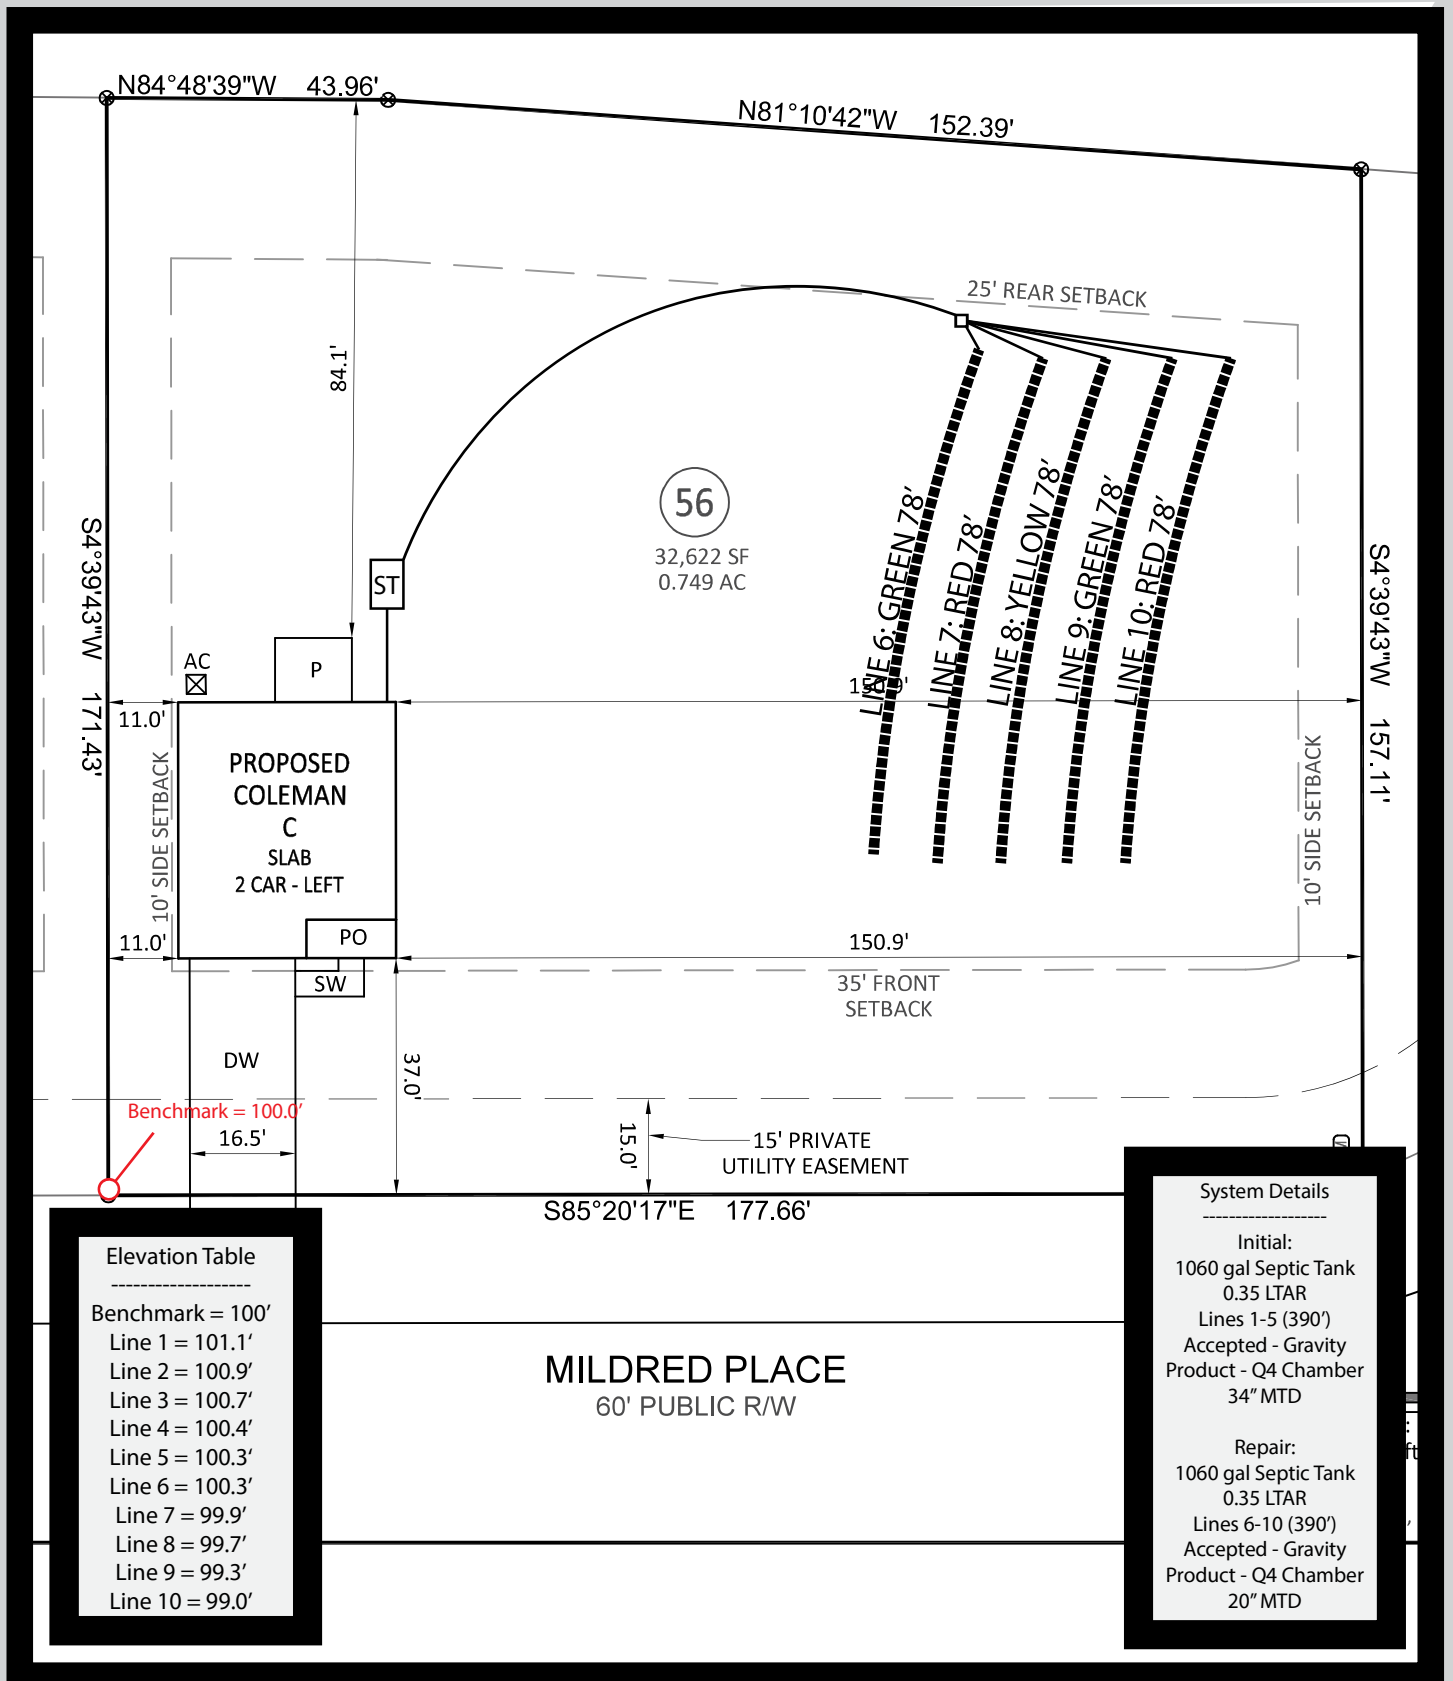 N84°48'39"W 43.96'
N81°10'42"W 152.39'
25' REAR SETBACK
84.1'
56
32,622 SF
0.749 AC
S4°39'43"W 171.43'
S4°39'43"W 157.11'
LINE 6: GREEN 78'
LINE 7: RED 78'
LINE 8: YELLOW 78'
LINE 9: GREEN 78'
LINE 10: RED 78'
ST
AC
P
150.9'
11.0'
PROPOSED
COLEMAN
C
SLAB
2 CAR - LEFT
10' SIDE SETBACK
10' SIDE SETBACK
11.0'
PO
150.9'
SW
35' FRONT
SETBACK
DW
37.0'
Benchmark = 100.0'
16.5'
15.0'
15' PRIVATE
UTILITY EASEMENT
S85°20'17"E 177.66'
MILDRED PLACE
60' PUBLIC R/W
Elevation Table
-------------------
Benchmark = 100'
Line 1 = 101.1'
Line 2 = 100.9'
Line 3 = 100.7'
Line 4 = 100.4'
Line 5 = 100.3'
Line 6 = 100.3'
Line 7 = 99.9'
Line 8 = 99.7'
Line 9 = 99.3'
Line 10 = 99.0'
System Details
-------------------
Initial:
1060 gal Septic Tank
0.35 LTAR
Lines 1-5 (390')
Accepted - Gravity
Product - Q4 Chamber
34" MTD
Repair:
1060 gal Septic Tank
0.35 LTAR
Lines 6-10 (390')
Accepted - Gravity
Product - Q4 Chamber
20" MTD